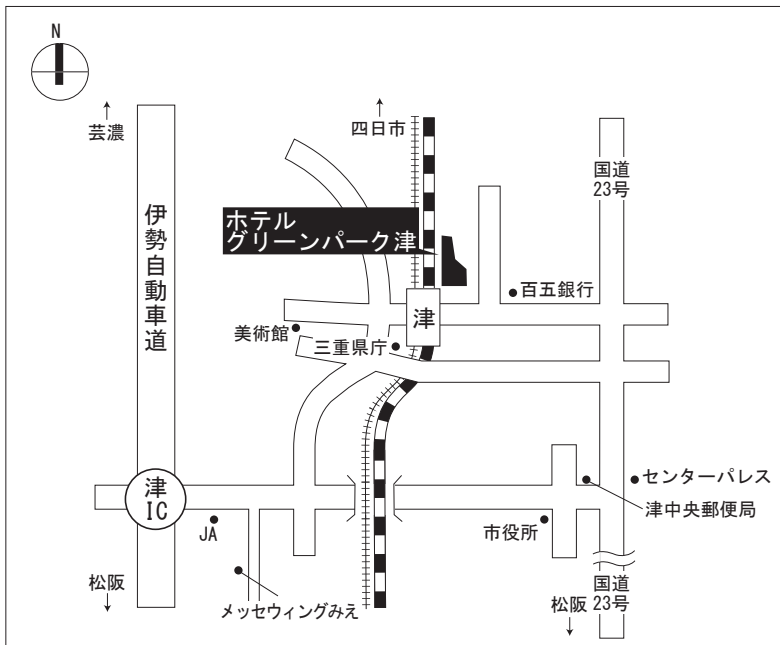 N
芸濃
四日市
国道
23号
伊勢自動車道
ホテル
グリーンパーク津
百五銀行
津
美術館
三重県庁
津
IC
JA
センターパレス
津中央郵便局
市役所
松阪
メッセウィングみえ
国道
23号
松阪